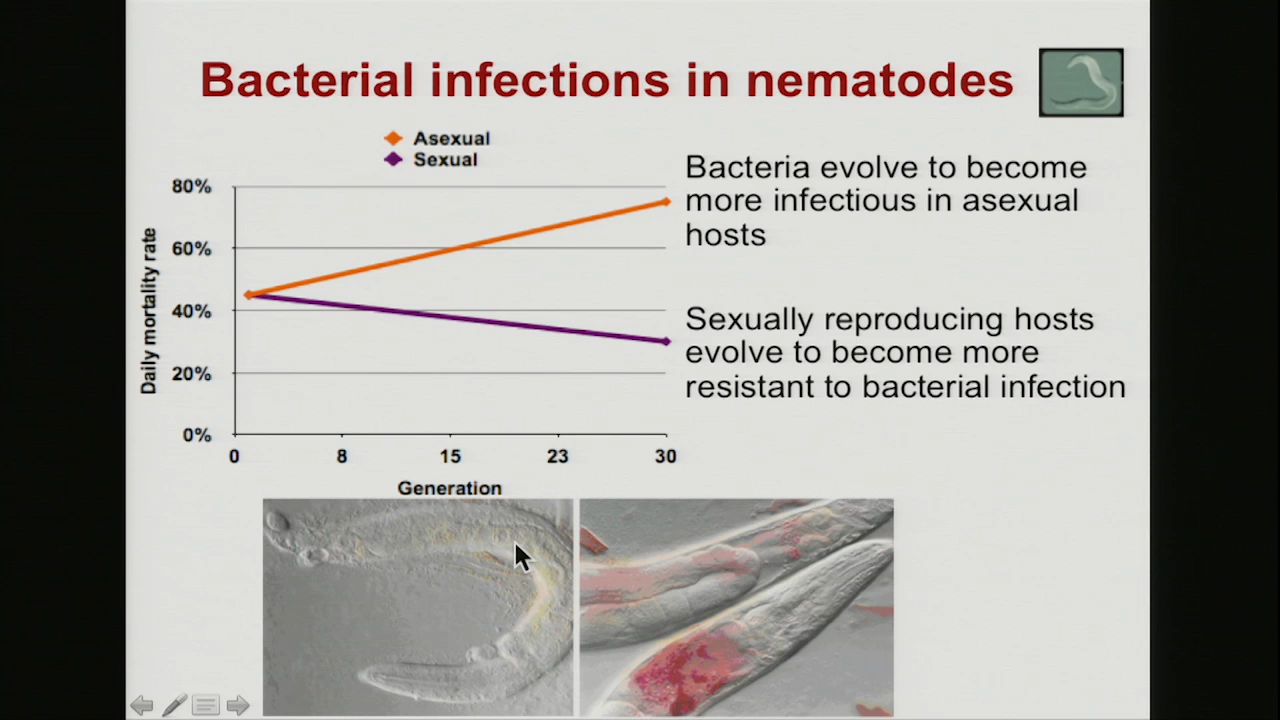 Bacterial infections in nematodes
Asexual
Sexual
Bacteria evolve to become
more infectious in asexual
hosts
Sexually reproducing hosts
evolve to become more
resistant to bacterial infection
Daily mortality rate
80%
60%
40%
20%
0%
0 8 15 23 30
Generation